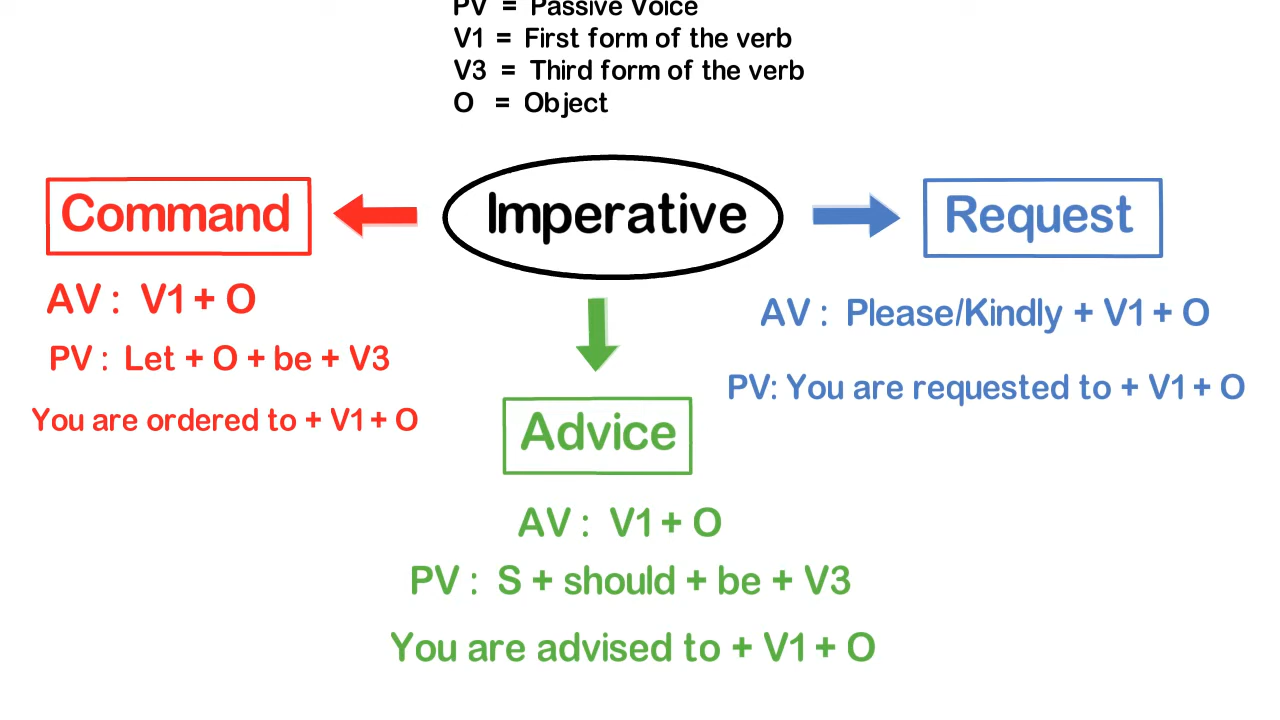 PV = Passive Voice
V1 = First form of the verb
V3 = Third form of the verb
O = Object
Command
Imperative
Request
AV : V1 + O
PV : Let + O + be + V3
You are ordered to + V1 + O
AV : Please/Kindly + V1 + O
PV: You are requested to + V1 + O
Advice
AV : V1 + O
PV : S + should + be + V3
You are advised to + V1 + O